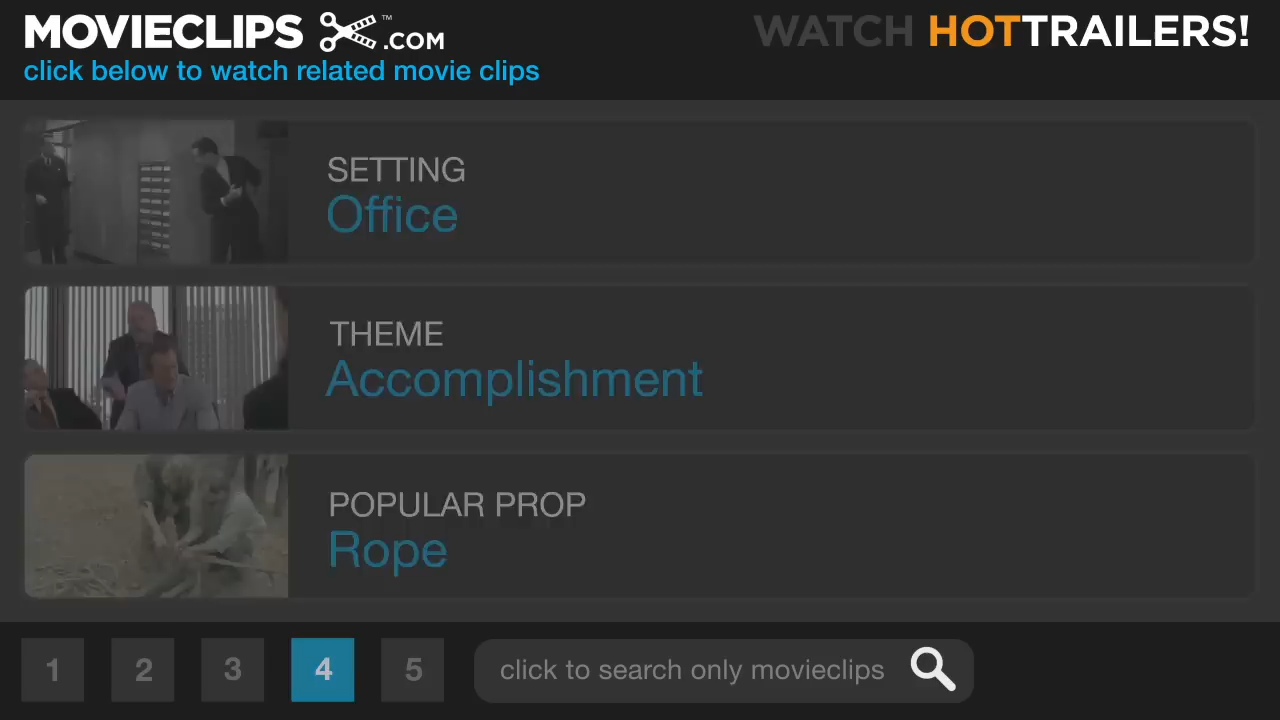 MOVIECLIPS™.COM
WATCH HOTTRAILERS!
click below to watch related movie clips
SETTING
Office
THEME
Accomplishment
POPULAR PROP
Rope
1 2 3 4 5
click to search only movieclips